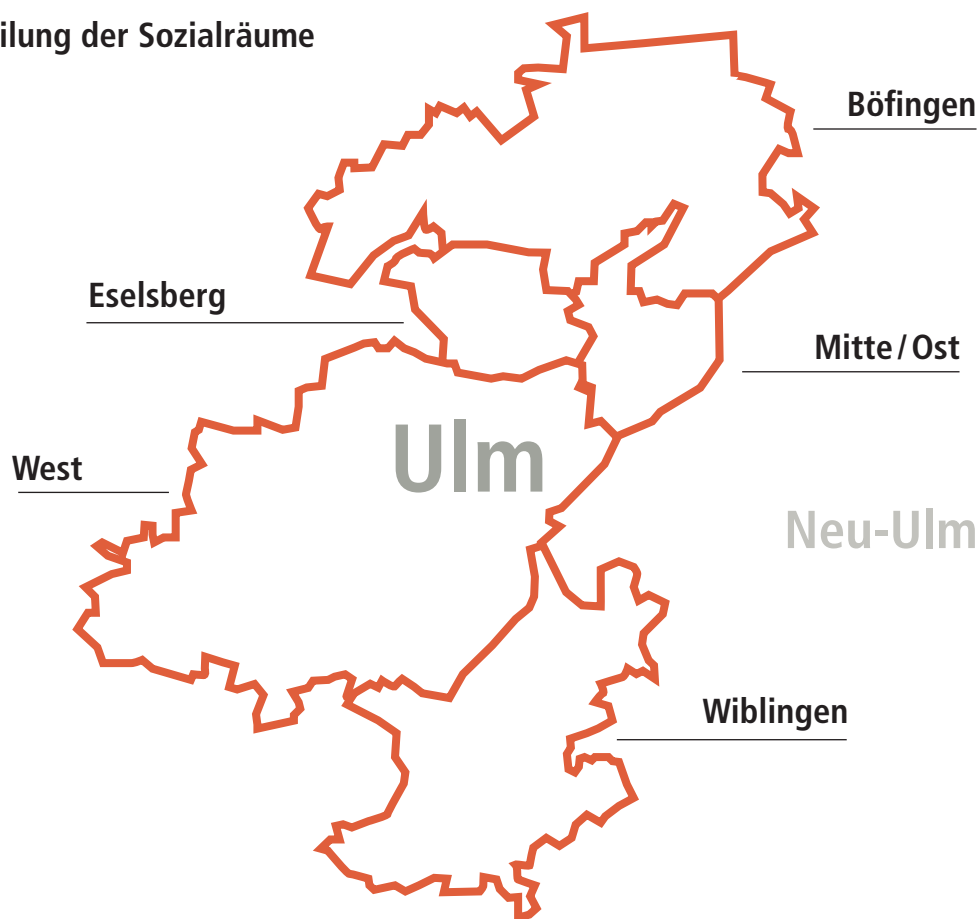 ilung der Sozialräume
Böfingen
Eselsberg
Mitte / Ost
Ulm
West
Neu-Ulm
Wiblingen